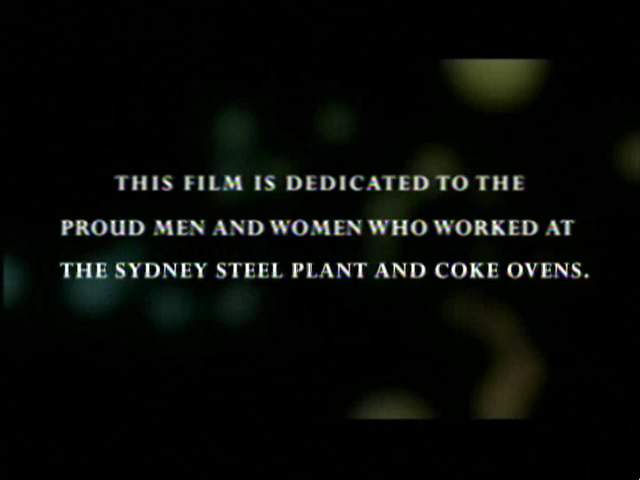 THIS FILM IS DEDICATED TO THE
PROUD MEN AND WOMEN WHO WORKED AT
THE SYDNEY STEEL PLANT AND COKE OVENS.